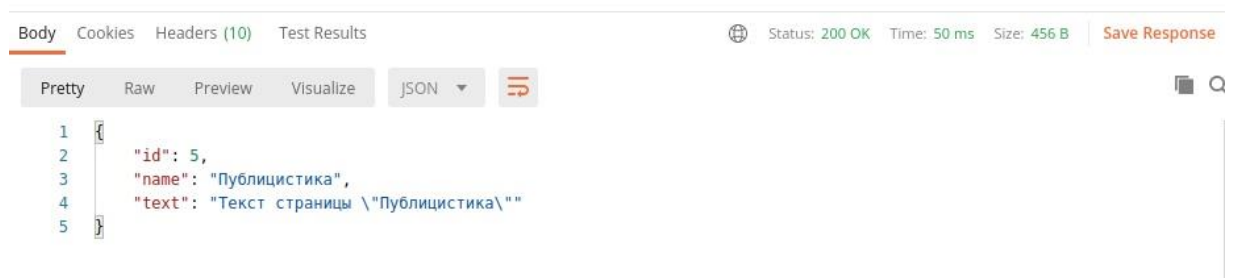 Body Cookies Headers (10) Test Results Status: 200 OK Time: 50 ms Size: 456 B Save Response
Pretty Raw Preview Visualize JSON
1 {
2 "id": 5,
3 "name": "Публицистика",
4 "text": "Текст страницы \"Публицистика\""
5 }